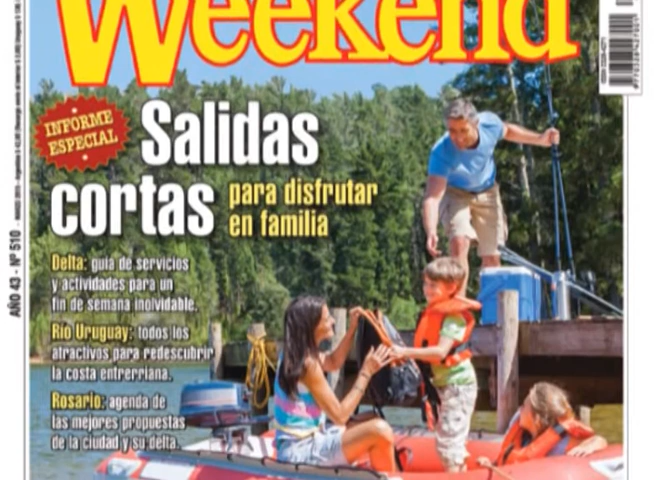 Weekend
INFORME
ESPECIAL
Salidas
cortas
para disfrutar
en familia
Delta: guía de servicios
y actividades para un
fin de semana inolvidable.
Río Uruguay: todos los
atractivos para redescubrir
la costa entrerriana.
Rosario: agenda de
las mejores propuestas
de la ciudad y su delta.
AÑO 43 - Nº 510